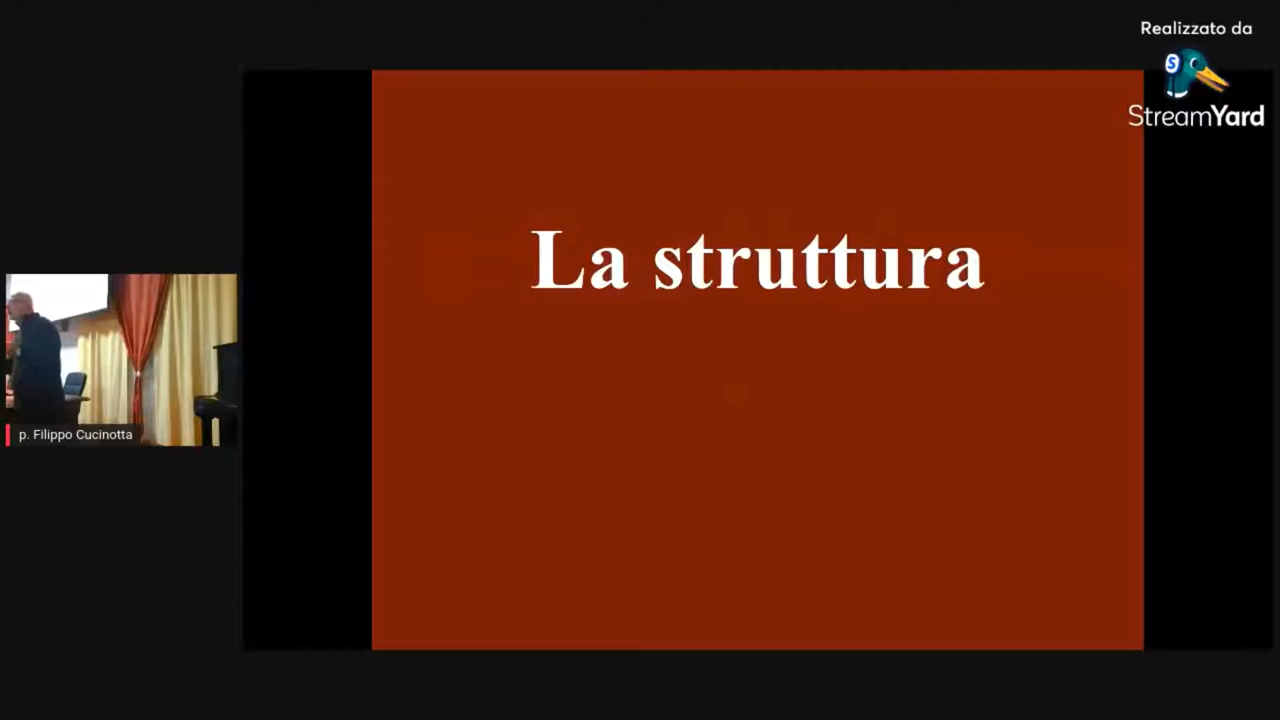 Realizzato da
S
StreamYard
La struttura
p. Filippo Cucinotta